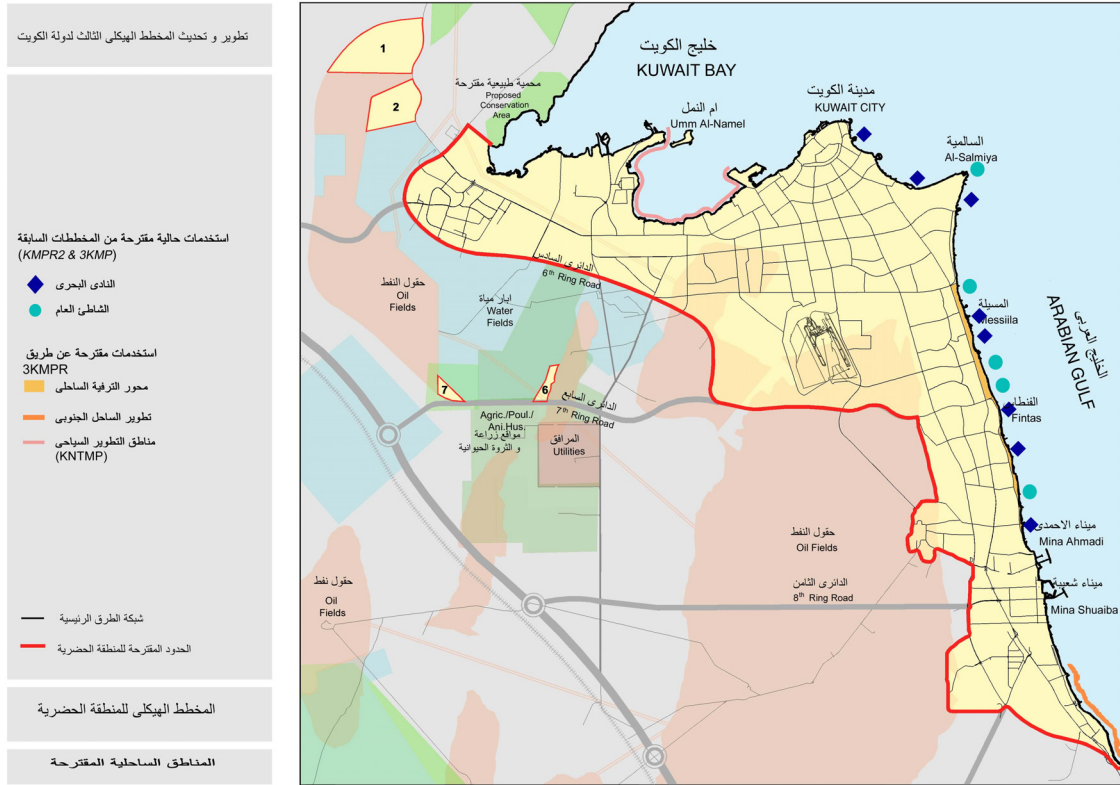 تطوير و تحديث المخطط الهيكلى الثالث لدولة الكويت
استخدمات حالية مقترحة من المخططات السابقة
(KMPR2 & 3KMP)
النادى البحرى
الشاطئ العام
استخدمات مقترحة عن طريق
3KMPR
محور الترفية الساحلى
تطوير الساحل الجنوبى
مناطق التطوير السياحى
(KNTMP)
شبكة الطرق الرئيسية
الحدود المقترحة للمنطقة الحضرية
المخطط الهيكلى للمنطقة الحضرية
المناطق الساحلية المقترحة
1
2
محمية طبيعية مقترحة
Proposed
Conservation
Area
خليج الكويت
KUWAIT BAY
ام النمل
Umm Al-Namel
مدينة الكويت
KUWAIT CITY
السالمية
Al-Salmiya
الدائرى السادس
6th Ring Road
حقول النفط
Oil
Fields
ابار مياة
Water
Fields
المسيلة
Messiila
الخليج العربى
ARABIAN GULF
7
6
الدائرى السابع
7th Ring Road
Agric./Poul./
Ani.Hus.
مواقع زراعة
و الثروة الحيوانية
المرافق
Utilities
الفنطاس
Fintas
حقول النفط
Oil Fields
ميناء الاحمدى
Mina Ahmadi
حقول نفط
Oil
Fields
الدائرى الثامن
8th Ring Road
ميناء شعيبة
Mina Shuaiba